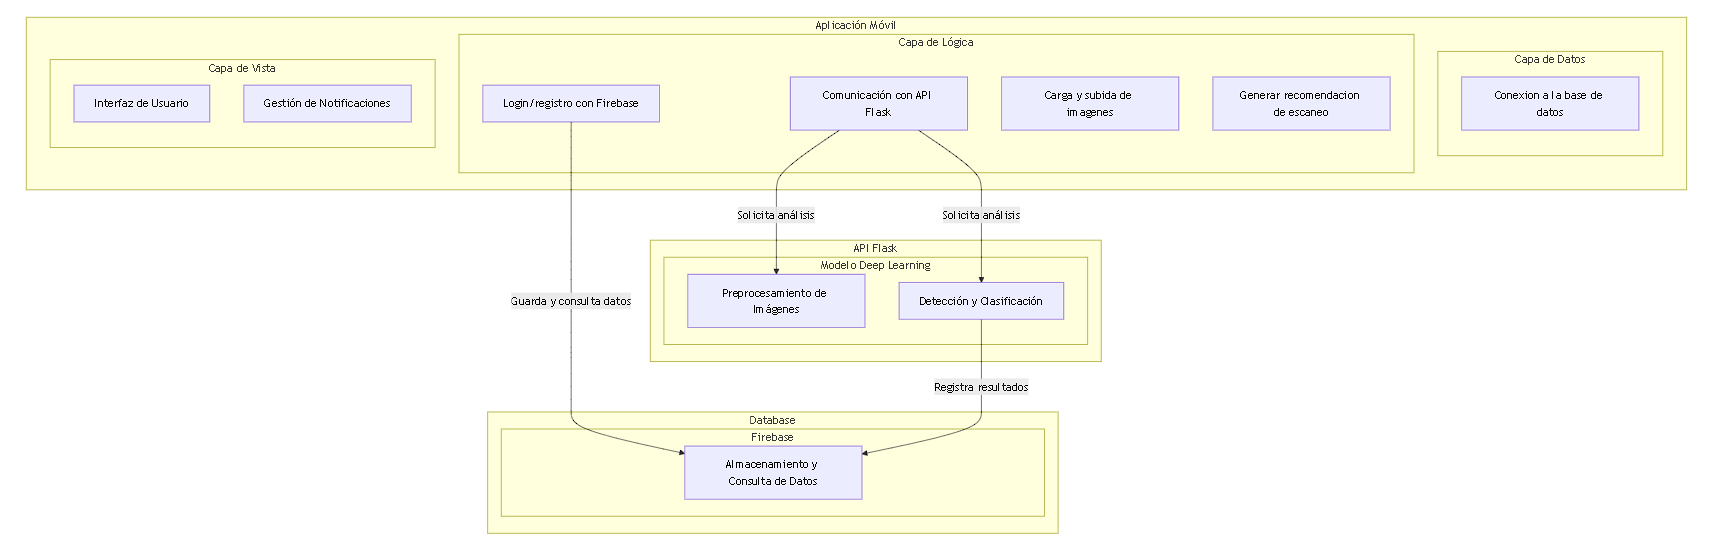 Aplicación Móvil
Capa de Vista
Interfaz de Usuario
Gestión de Notificaciones
Capa de Lógica
Login/registro con Firebase
Comunicación con API
Flask
Carga y subida de
imagenes
Generar recomendacion
de escaneo
Capa de Datos
Conexion a la base de
datos
Solicita análisis
Solicita análisis
API Flask
Modelo Deep Learning
Preprocesamiento de
Imágenes
Detección y Clasificación
Guarda y consulta datos
Registra resultados
Database
Firebase
Almacenamiento y
Consulta de Datos